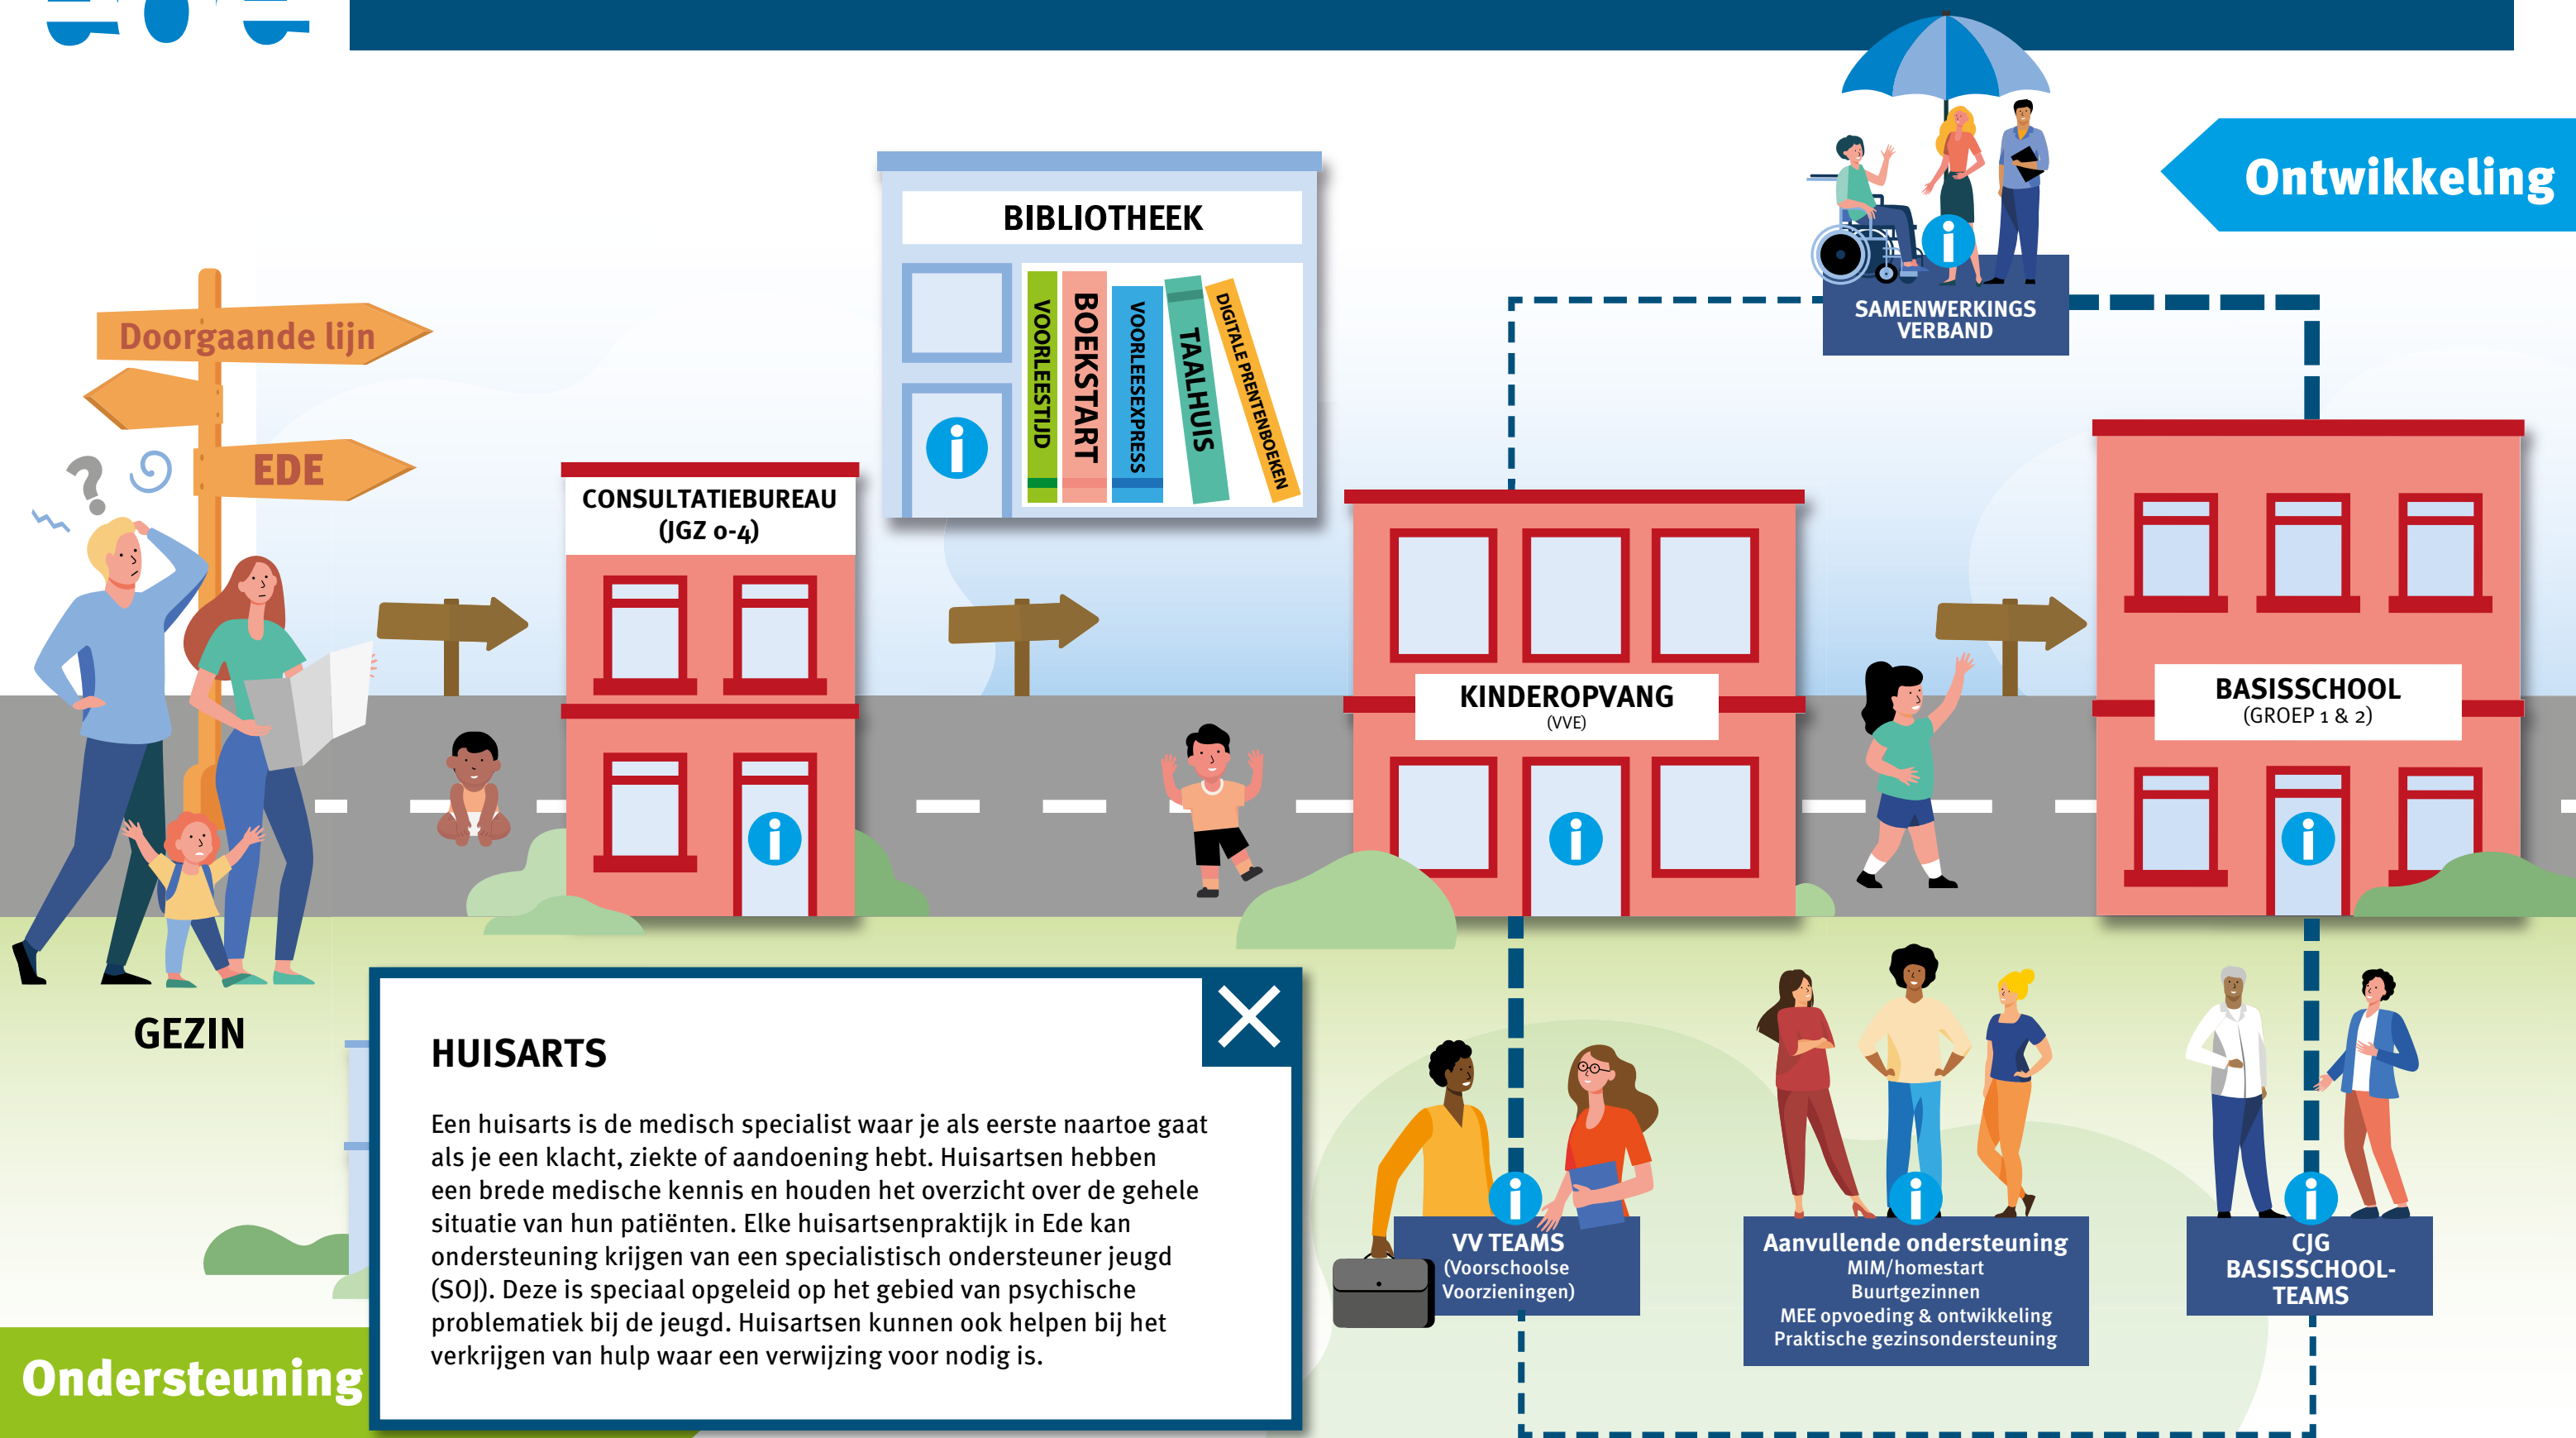 Ontwikkeling
BIBLIOTHEEK
VOORLEESTIJD
BOEKSTART
VOORLEESEXPRESS
TAALHUIS
DIGITALE PRENTENBOEKEN
SAMENWERKINGS
VERBAND
Doorgaande lijn
EDE
CONSULTATIEBUREAU
(JGZ 0-4)
KINDEROPVANG
(VVE)
BASISSCHOOL
(GROEP 1 & 2)
GEZIN
HUISARTS
Een huisarts is de medisch specialist waar je als eerste naartoe gaat
als je een klacht, ziekte of aandoening hebt. Huisartsen hebben
een brede medische kennis en houden het overzicht over de gehele
situatie van hun patiënten. Elke huisartsenpraktijk in Ede kan
ondersteuning krijgen van een specialistisch ondersteuner jeugd
(SOJ). Deze is speciaal opgeleid op het gebied van psychische
problematiek bij de jeugd. Huisartsen kunnen ook helpen bij het
verkrijgen van hulp waar een verwijzing voor nodig is.
VV TEAMS
(Voorschoolse
Voorzieningen)
Aanvullende ondersteuning
MIM/homestart
Buurtgezinnen
MEE opvoeding & ontwikkeling
Praktische gezinsondersteuning
CJG
BASISSCHOOL-
TEAMS
Ondersteuning